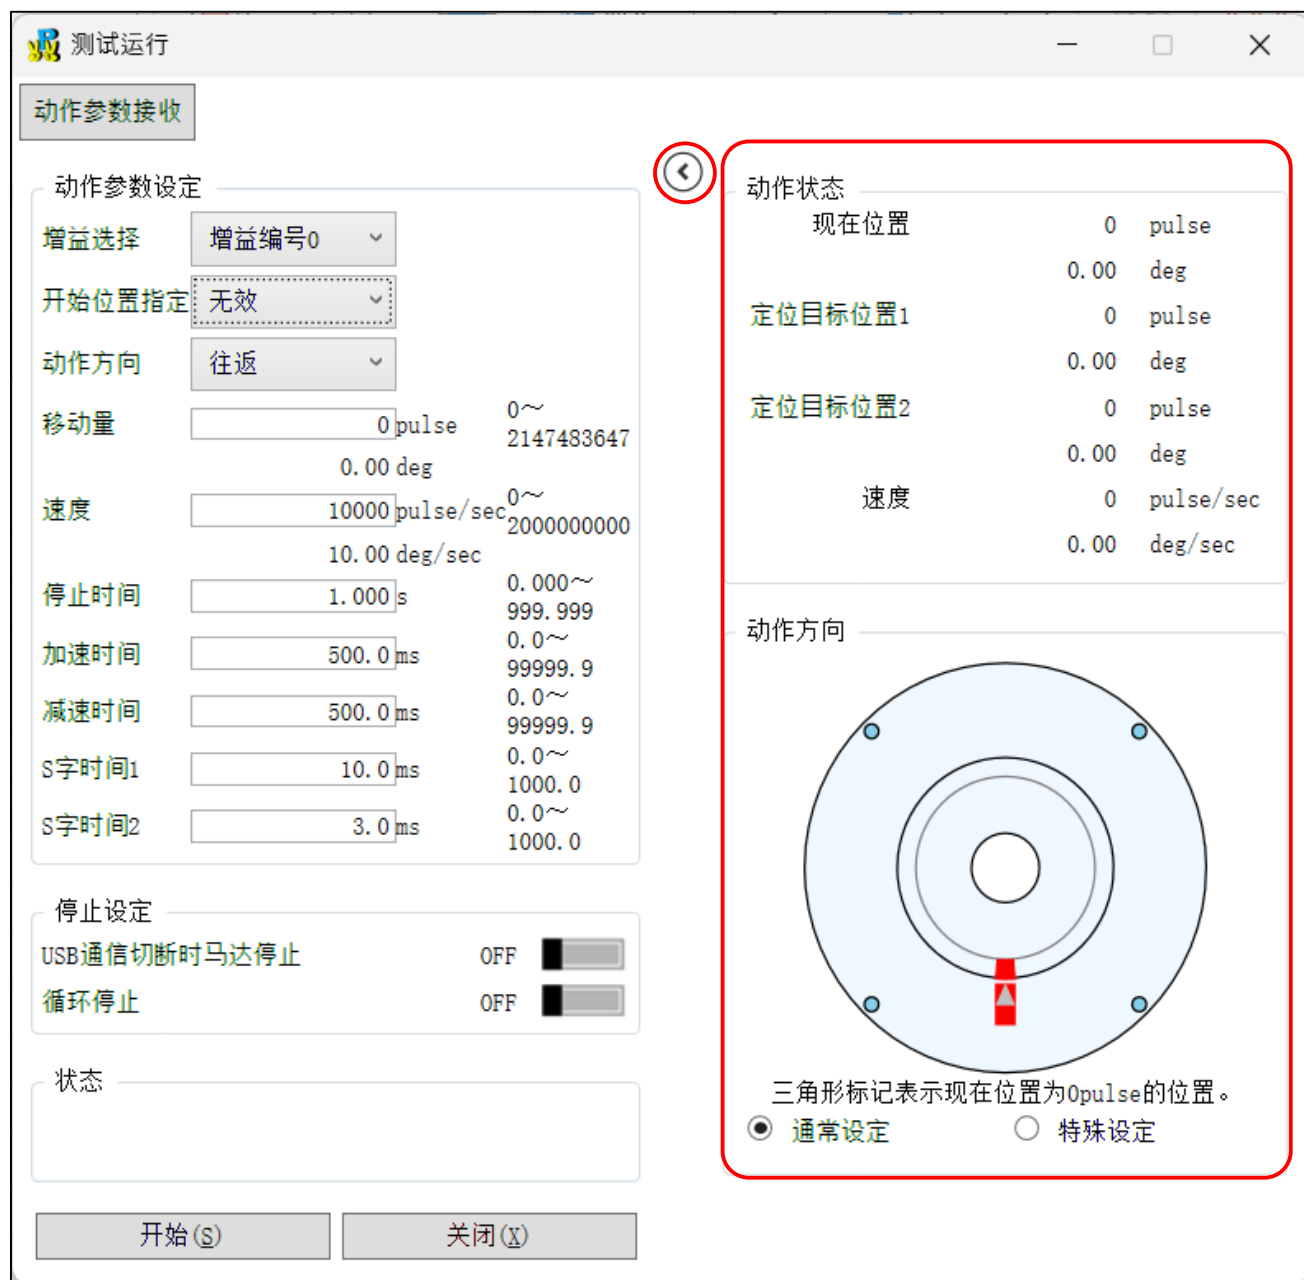 测试运行
动作参数接收
动作参数设定
增益选择 增益编号0
开始位置指定 无效
动作方向 往返
移动量 0 pulse 0～
2147483647
0.00 deg
速度 10000 pulse/sec 0～
2000000000
10.00 deg/sec
停止时间 1.000 s 0.000～
999.999
加速时间 500.0 ms 0.0～
99999.9
减速时间 500.0 ms 0.0～
99999.9
S字时间1 10.0 ms 0.0～
1000.0
S字时间2 3.0 ms 0.0～
1000.0
停止设定
USB通信切断时马达停止 OFF
循环停止 OFF
状态
开始(S) 关闭(X)
动作状态
现在位置 0 pulse
0.00 deg
定位目标位置1 0 pulse
0.00 deg
定位目标位置2 0 pulse
0.00 deg
速度 0 pulse/sec
0.00 deg/sec
动作方向
三角形标记表示现在位置为0pulse的位置。
通常设定 特殊设定